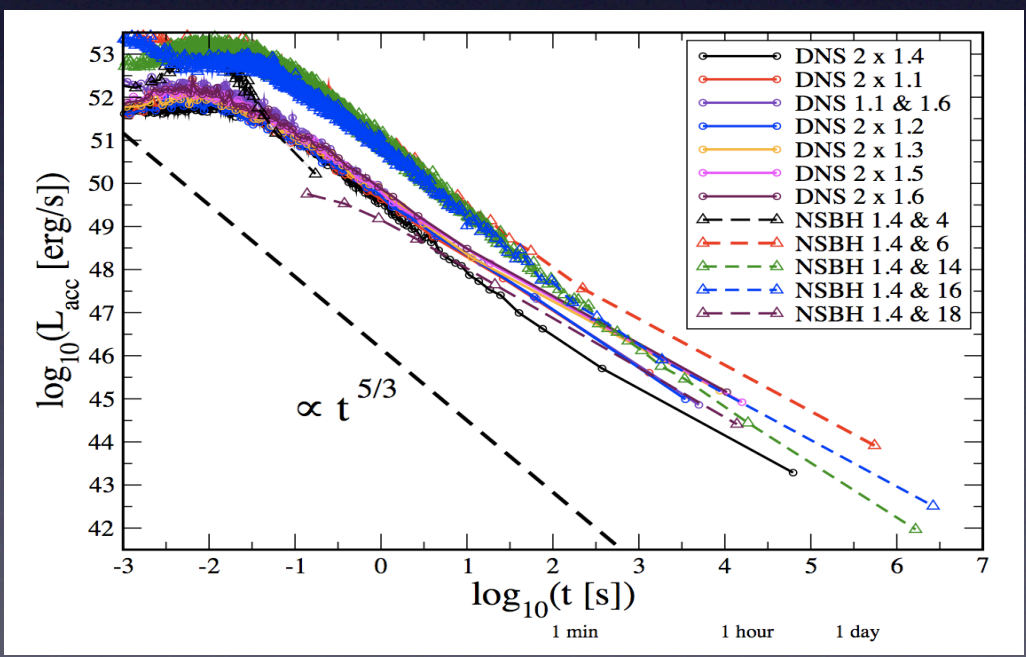 log10(Lacc [erg/s])
53
52
51
50
49
48
47
46
45
44
43
42
DNS 2 x 1.4
DNS 2 x 1.1
DNS 1.1 & 1.6
DNS 2 x 1.2
DNS 2 x 1.3
DNS 2 x 1.5
DNS 2 x 1.6
NSBH 1.4 & 4
NSBH 1.4 & 6
NSBH 1.4 & 14
NSBH 1.4 & 16
NSBH 1.4 & 18
∝ t 5/3
-3 -2 -1 0 1 2 3 4 5 6 7
log10(t [s])
1 min 1 hour 1 day